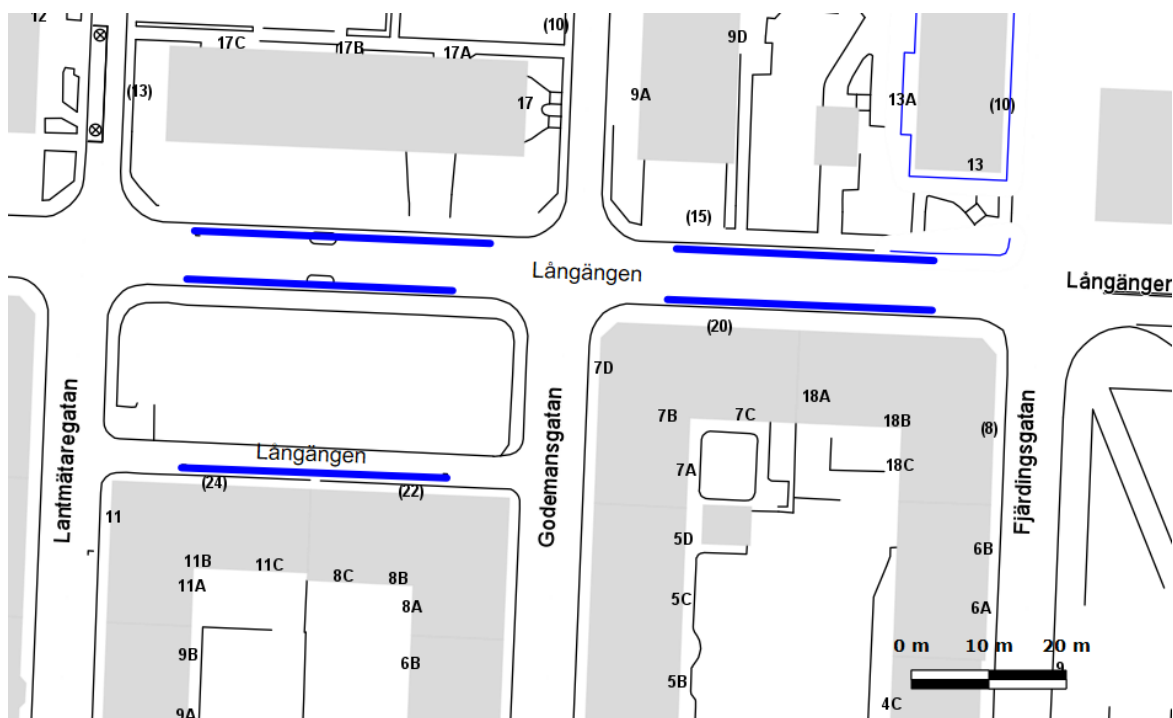 12
17C
17B
17A
(10)
9D
(13)
17
9A
13A
(10)
13
(15)
Långängen
Långängen
(20)
7D
18A
7B
7C
18B
(8)
Lantmätaregatan
Godemansgatan
Fjärdingsgatan
Långängen
7A
18C
(24)
(22)
11
5D
6B
11B
11C
8C
8B
11A
8A
5C
6A
9B
6B
0 m 10 m 20 m
9
5B
9A
4C